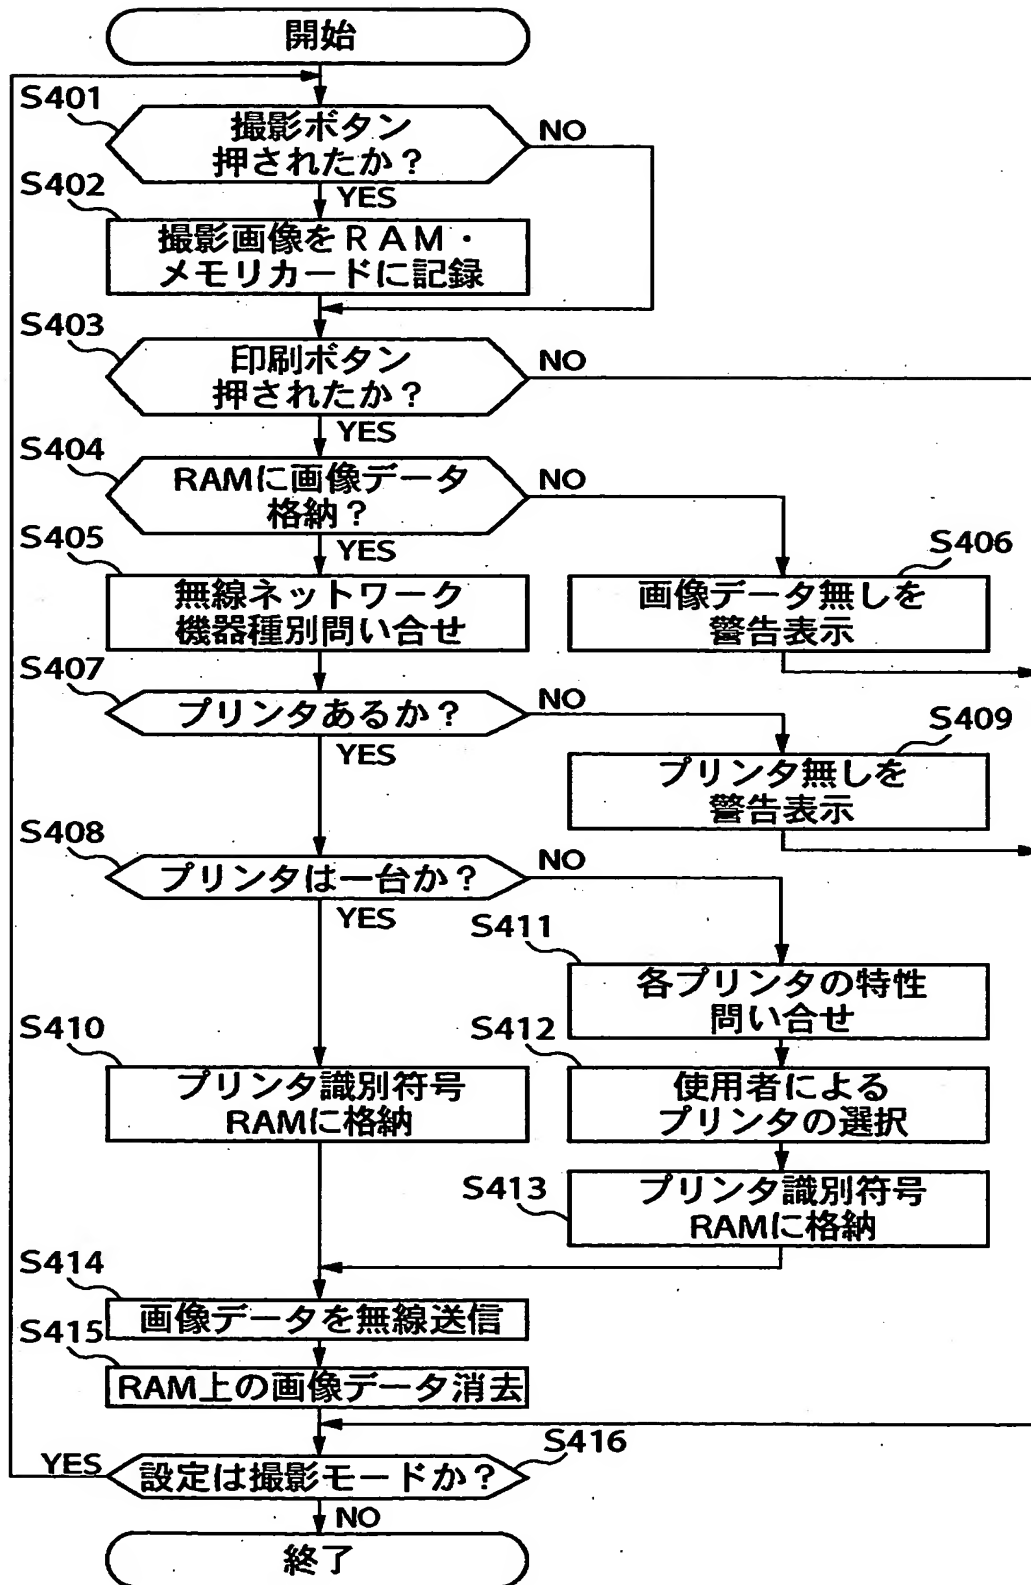 開始
S401
撮影ボタン
押されたか？
NO
YES
S402
撮影画像をＲＡＭ・
メモリカードに記録
S403
印刷ボタン
押されたか？
NO
YES
S404
RAMに画像データ
格納？
NO
YES
S405
無線ネットワーク
機器種別問い合せ
S406
画像データ無しを
警告表示
S407
プリンタあるか？
NO
YES
S409
プリンタ無しを
警告表示
S408
プリンタは一台か？
NO
YES
S411
各プリンタの特性
問い合せ
S410
プリンタ識別符号
RAMに格納
S412
使用者による
プリンタの選択
S413
プリンタ識別符号
RAMに格納
S414
画像データを無線送信
S415
RAM上の画像データ消去
S416
設定は撮影モードか？
YES
NO
終了